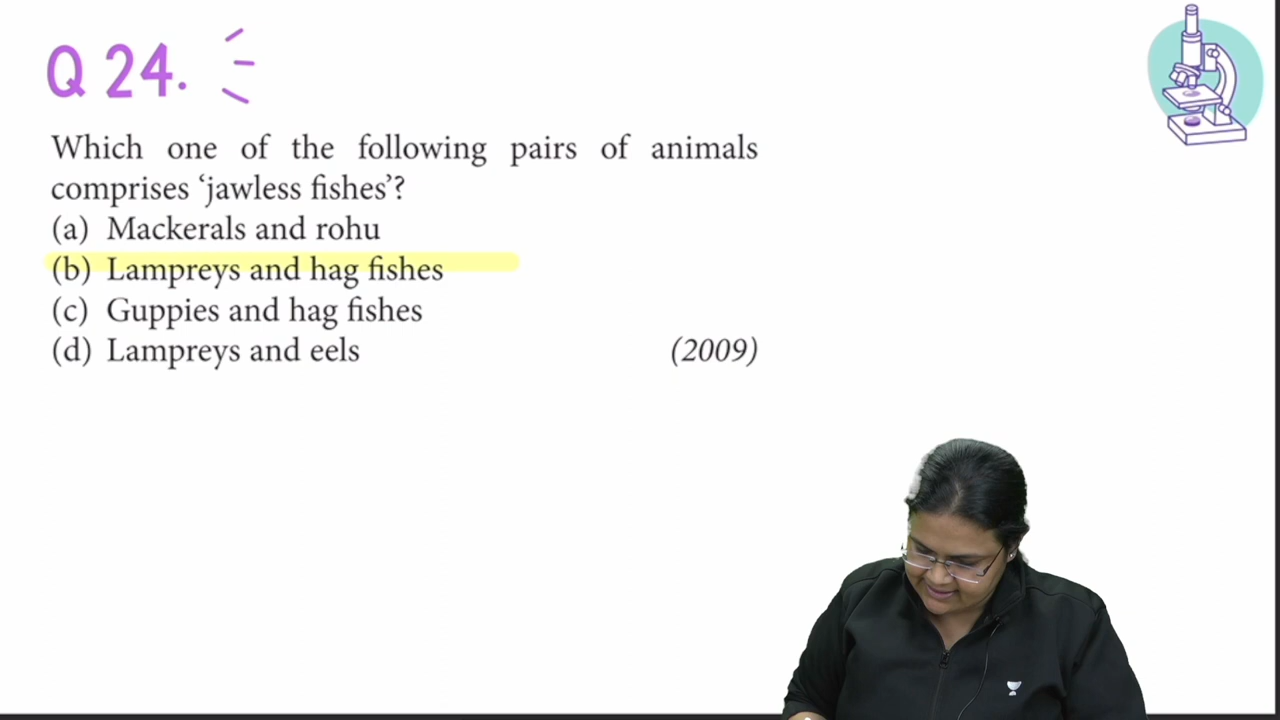 Q 24.
Which one of the following pairs of animals
comprises ‘jawless fishes’?
(a) Mackerals and rohu
(b) Lampreys and hag fishes
(c) Guppies and hag fishes
(d) Lampreys and eels (2009)